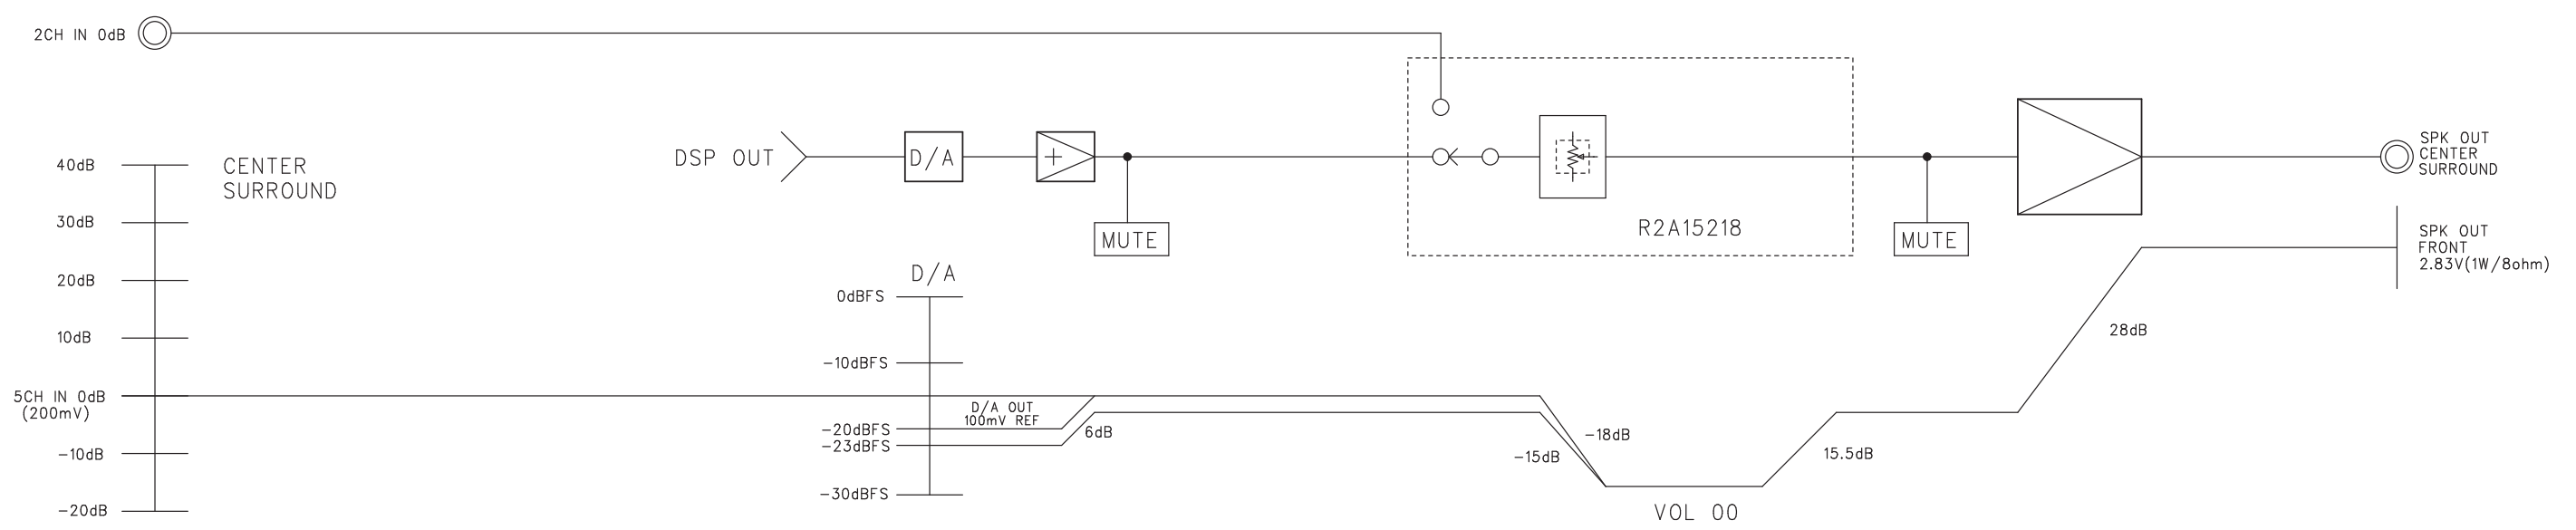 2CH IN 0dB
40dB
30dB
20dB
10dB
5CH IN 0dB
(200mV)
-10dB
-20dB
CENTER
SURROUND
DSP OUT
D/A
+
MUTE
R2A15218
MUTE
SPK OUT
CENTER
SURROUND
SPK OUT
FRONT
2.83V(1W/8ohm)
D/A
0dBFS
-10dBFS
-20dBFS
-23dBFS
-30dBFS
D/A OUT
100mV REF
6dB
-18dB
-15dB
15.5dB
28dB
VOL 00